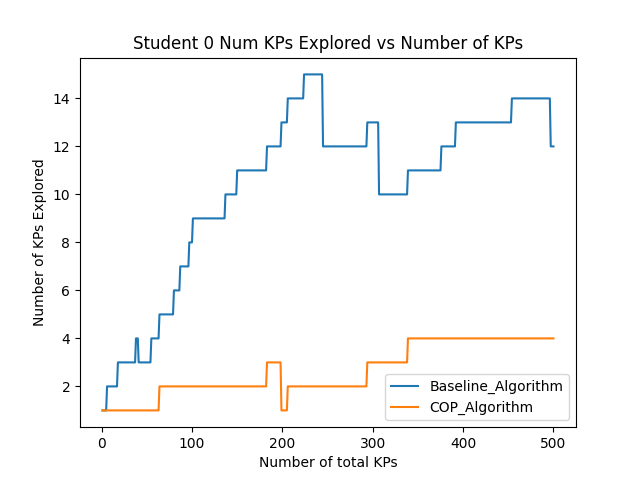 Student 0 Num KPs Explored vs Number of KPs
Number of KPs Explored
14
12
10
8
6
4
2
Baseline_Algorithm
COP_Algorithm
0 100 200 300 400 500
Number of total KPs